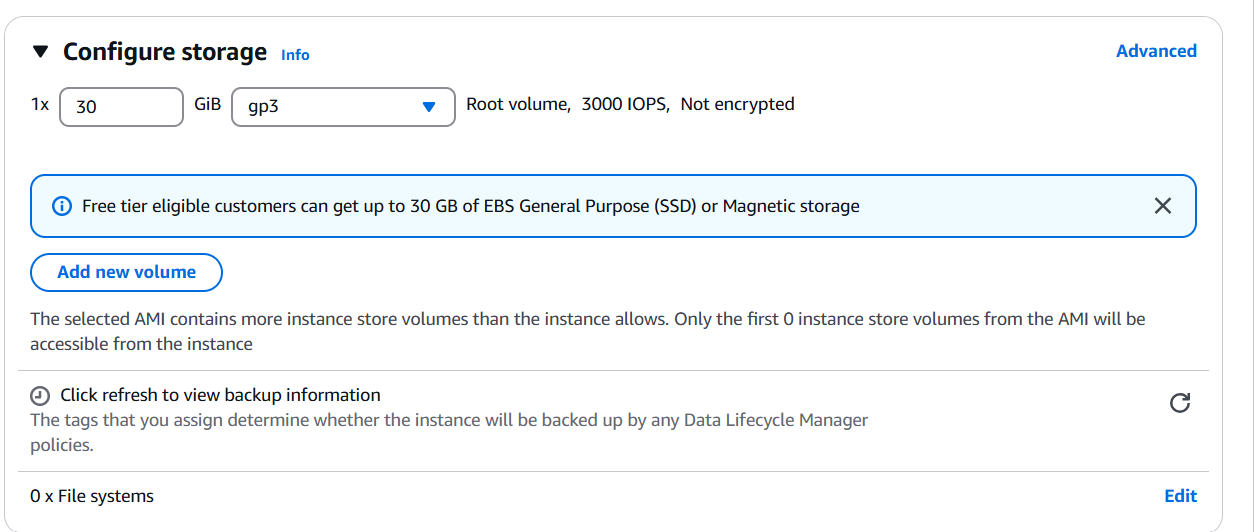 Configure storage Info Advanced
1x 30 GiB gp3 Root volume, 3000 IOPS, Not encrypted
Free tier eligible customers can get up to 30 GB of EBS General Purpose (SSD) or Magnetic storage
Add new volume
The selected AMI contains more instance store volumes than the instance allows. Only the first 0 instance store volumes from the AMI will be
accessible from the instance
Click refresh to view backup information
The tags that you assign determine whether the instance will be backed up by any Data Lifecycle Manager
policies.
0 x File systems Edit